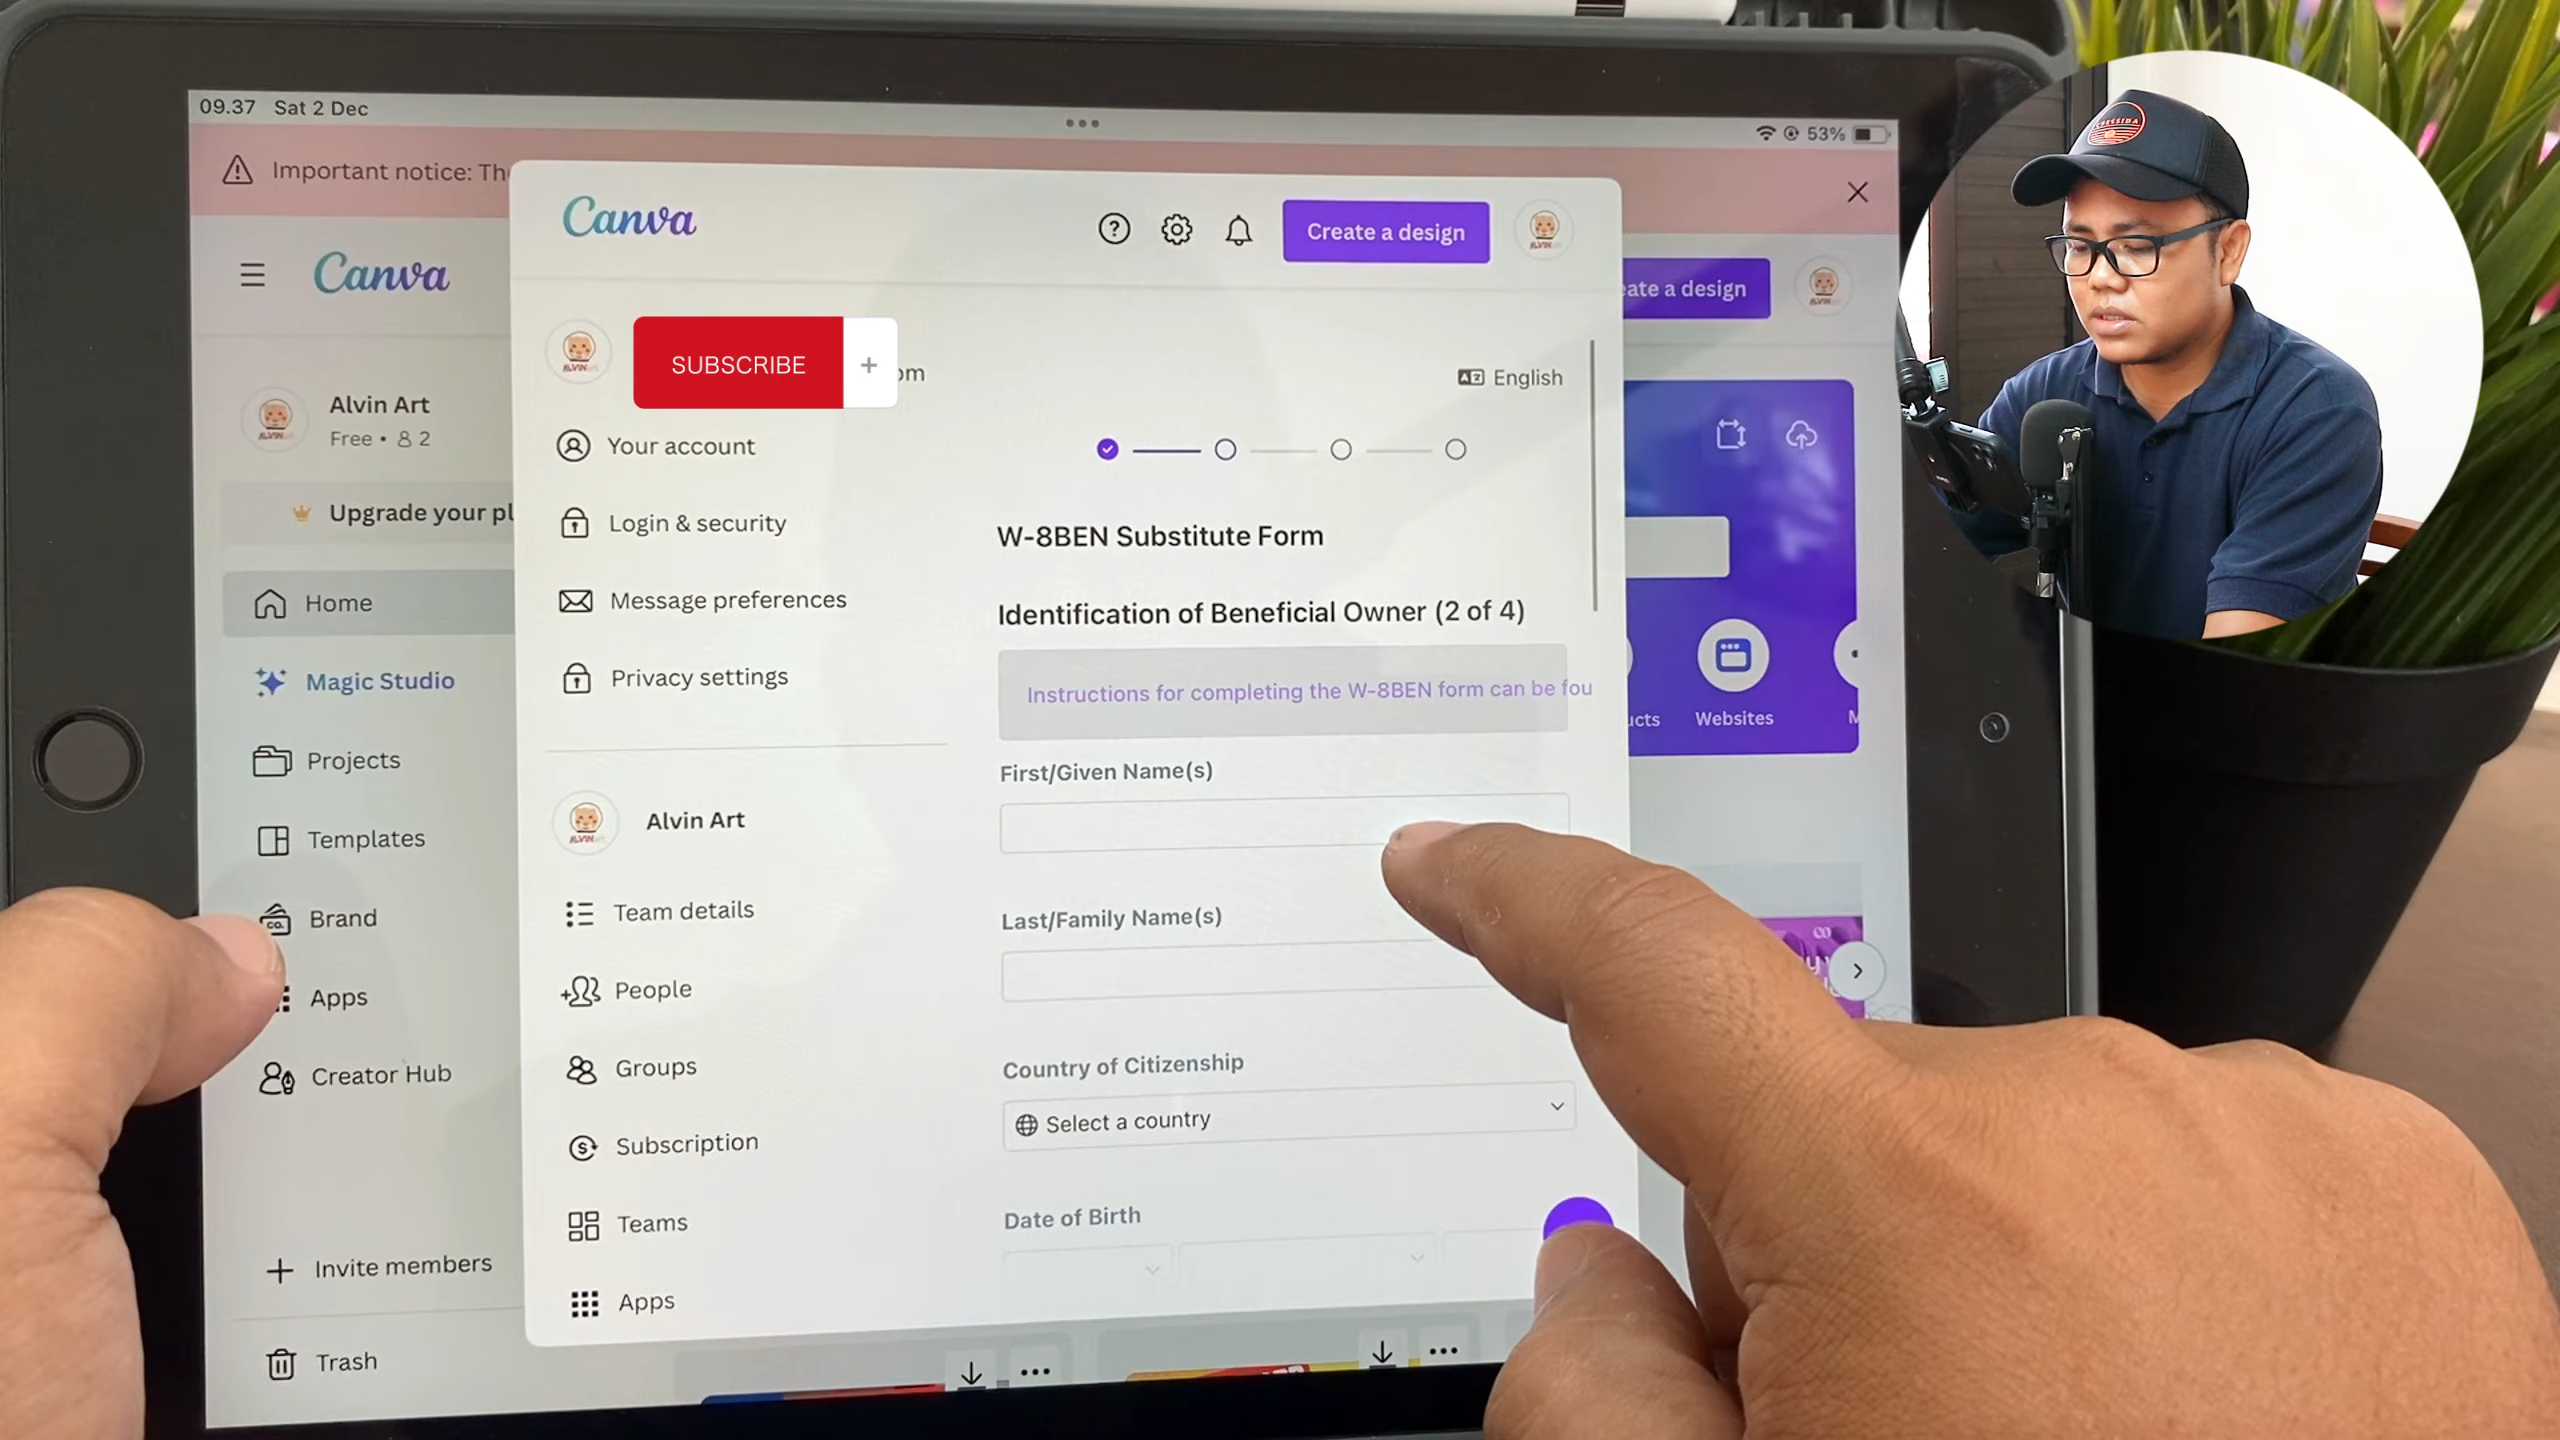 09.37 Sat 2 Dec
53%
Important notice: Th
Canva
Alvin Art
Free • 2
Upgrade your pl
Home
Magic Studio
Projects
Templates
Brand
Apps
Creator Hub
Invite members
Trash
Canva
Create a design
ALVIN
SUBSCRIBE +
om
Your account
Login & security
Message preferences
Privacy settings
Alvin Art
Team details
People
Groups
Subscription
Teams
Apps
English
W-8BEN Substitute Form
Identification of Beneficial Owner (2 of 4)
Instructions for completing the W-8BEN form can be fou
First/Given Name(s)
Last/Family Name(s)
Country of Citizenship
Select a country
Date of Birth
ate a design
ucts
Websites
M